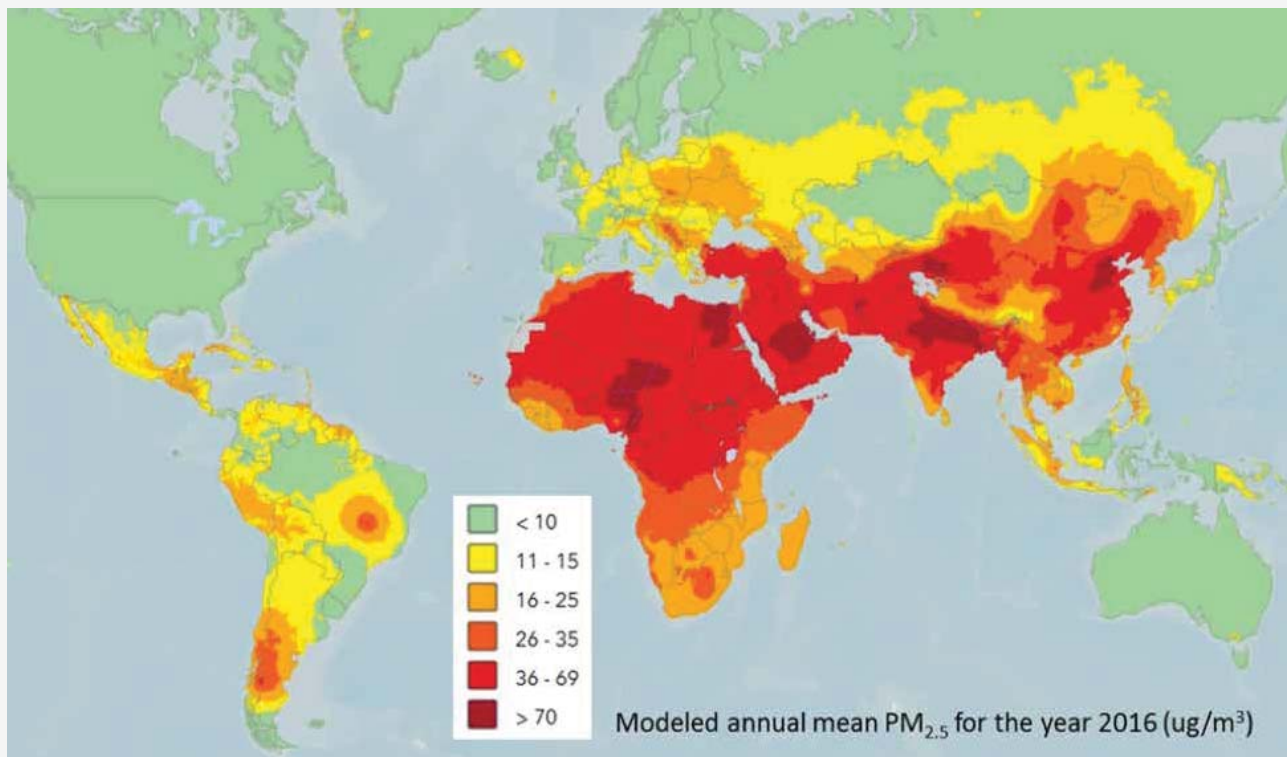 < 10
11 - 15
16 - 25
26 - 35
36 - 69
> 70
Modeled annual mean PM2.5 for the year 2016 (ug/m³)